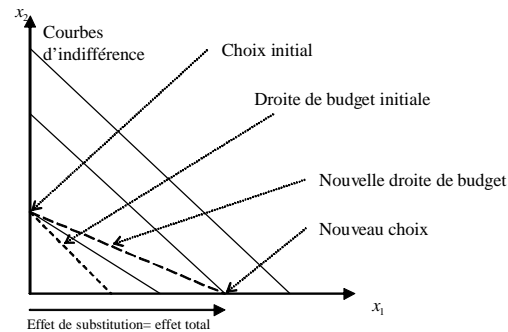 x₂
Courbes
d'indifférence
Choix initial
Droite de budget initiale
Nouvelle droite de budget
Nouveau choix
x₁
Effet de substitution= effet total